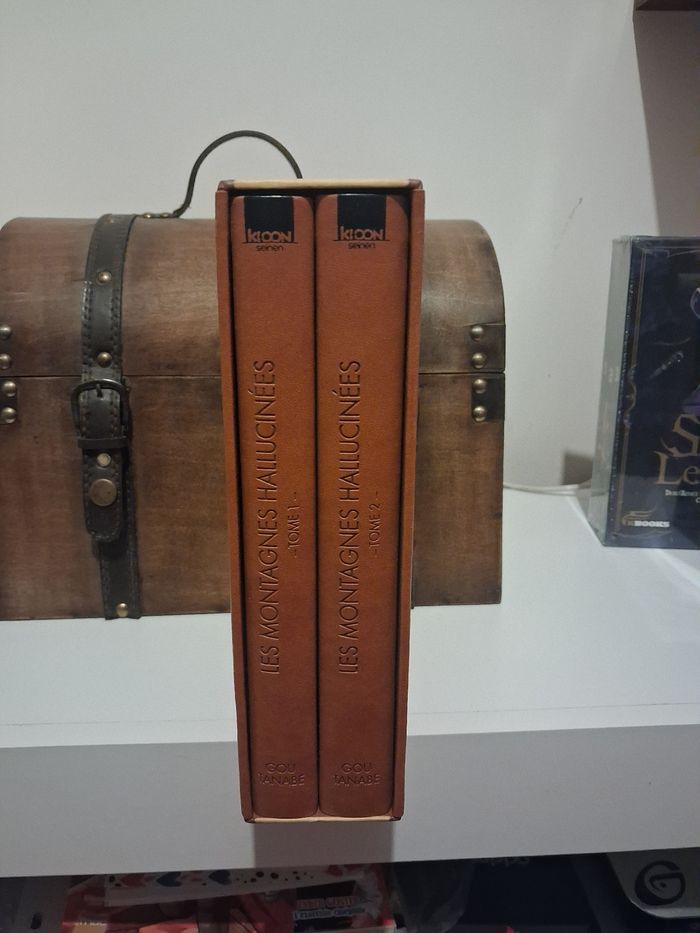 KI-OON
seinen
LES MONTAGNES HALLUCINÉES
-TOME 1-
GOU
TANABE
KI-OON
seinen
LES MONTAGNES HALLUCINÉES
-TOME 2-
GOU
TANABE
BOOKS